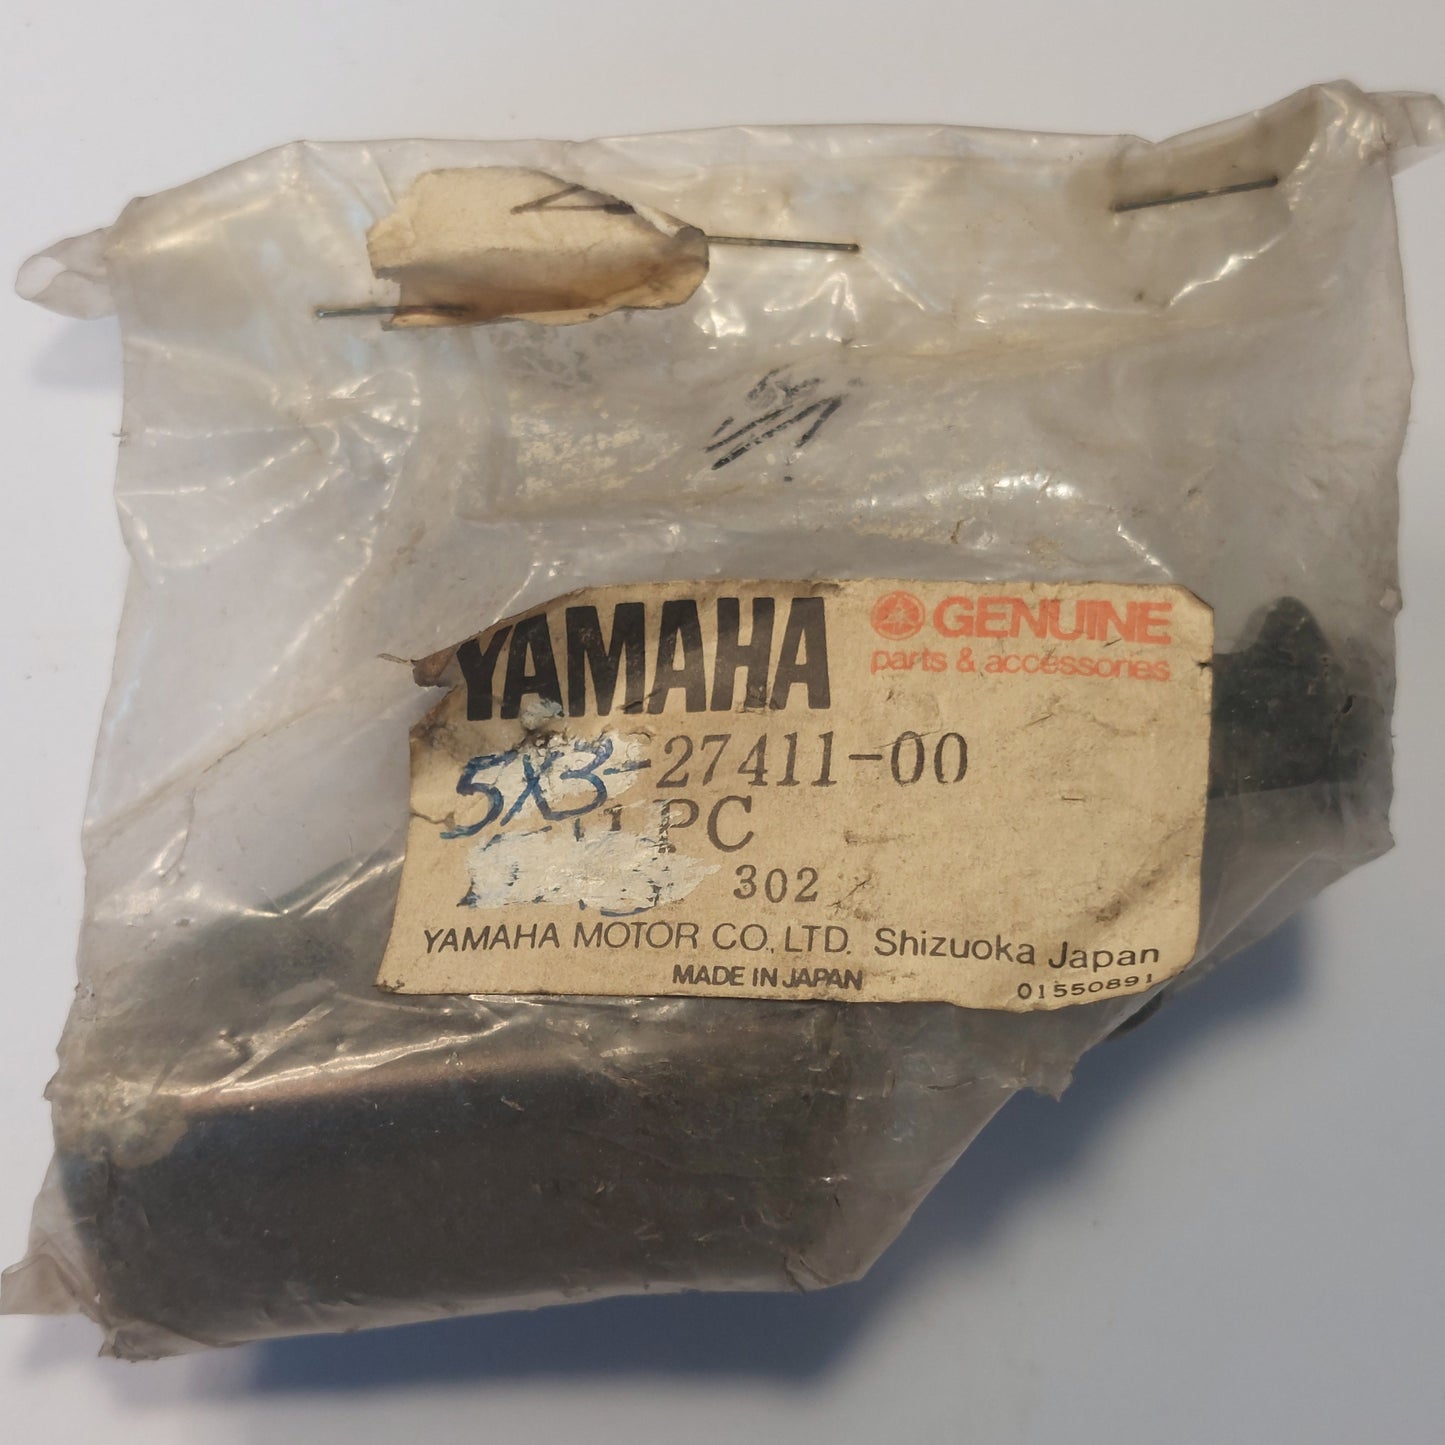 YAMAHA
GENUINE
parts & accessories
5X3-27411-00
1 PC
302
YAMAHA MOTOR CO., LTD. Shizuoka Japan
MADE IN JAPAN
01550891